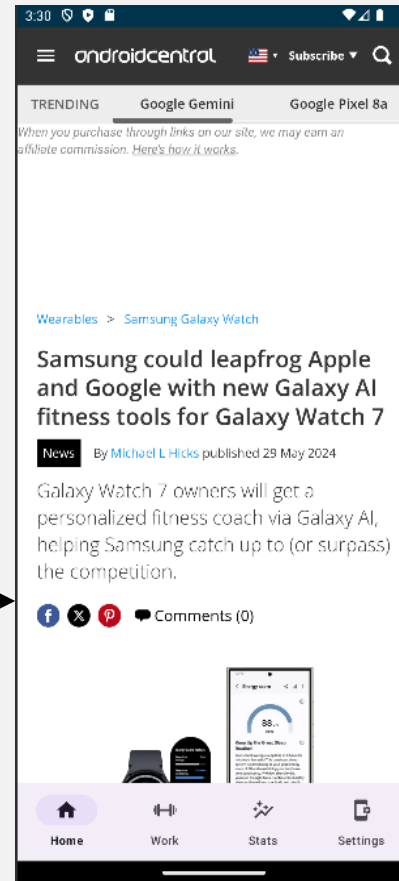 3:30
androidcentral
Subscribe ▼
TRENDING Google Gemini Google Pixel 8a
When you purchase through links on our site, we may earn an
affiliate commission. Here's how it works.
Wearables > Samsung Galaxy Watch
Samsung could leapfrog Apple
and Google with new Galaxy AI
fitness tools for Galaxy Watch 7
News By Michael L Hicks published 29 May 2024
Galaxy Watch 7 owners will get a
personalized fitness coach via Galaxy AI,
helping Samsung catch up to (or surpass)
the competition.
Comments (0)
Energy score
88
Home Work Stats Settings